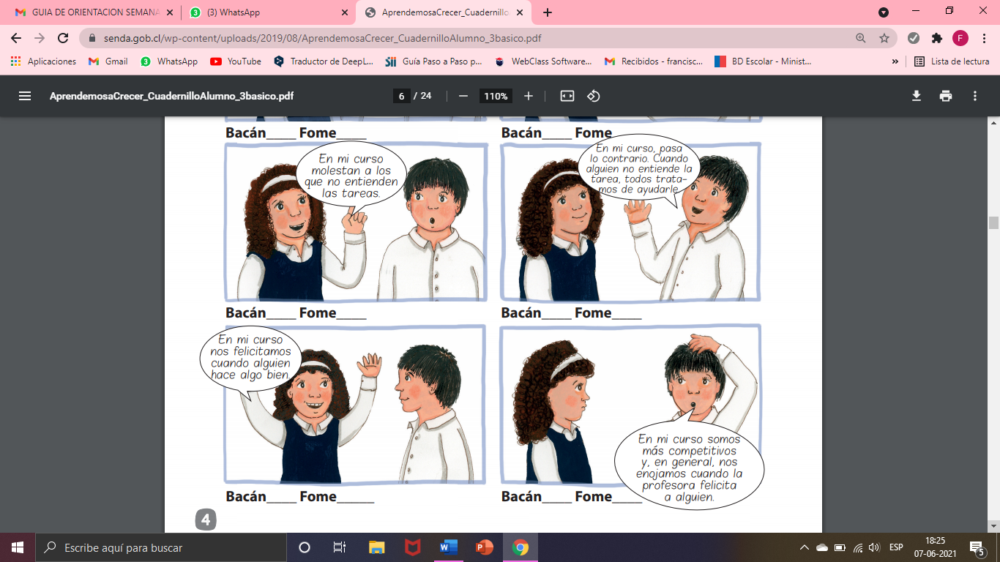 GUIA DE ORIENTACION SEMANA
(3) WhatsApp
AprendemosaCrecer_Cuadernillo
senda.gob.cl/wp-content/uploads/2019/08/AprendemosaCrecer_CuadernilloAlumno_3basico.pdf
F
Aplicaciones
Gmail
WhatsApp
YouTube
Traductor de DeepL...
Guía Paso a Paso p...
WebClass Software...
Recibidos - francisc...
BD Escolar - Minist...
»
Lista de lectura
AprendemosaCrecer_CuadernilloAlumno_3basico.pdf
6 / 24
110%
Bacán____ Fome____
Bacán____ Fome
En mi curso
molestan a los
que no entienden
las tareas.
En mi curso, pasa
lo contrario. Cuando
alguien no entiende la
tarea, todos trata-
mos de ayudarle
Bacán____ Fome____
Bacán____ Fome____
En mi curso
nos felicitamos
cuando alguien
hace algo bien.
En mi curso somos
más competitivos
y, en general, nos
enojamos cuando la
profesora felicita
a alguien.
Bacán____ Fome_____
Bacán____ Fome____
4
Escribe aquí para buscar
ESP
18:25
07-06-2021
5